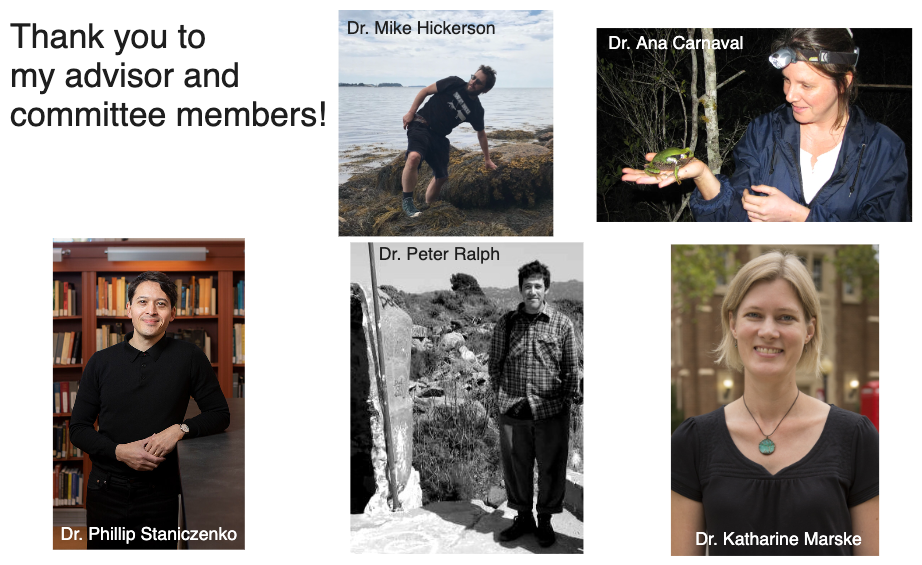 Thank you to
my advisor and
committee members!
Dr. Mike Hickerson
Dr. Ana Carnaval
Dr. Peter Ralph
Dr. Phillip Staniczenko
Dr. Katharine Marske